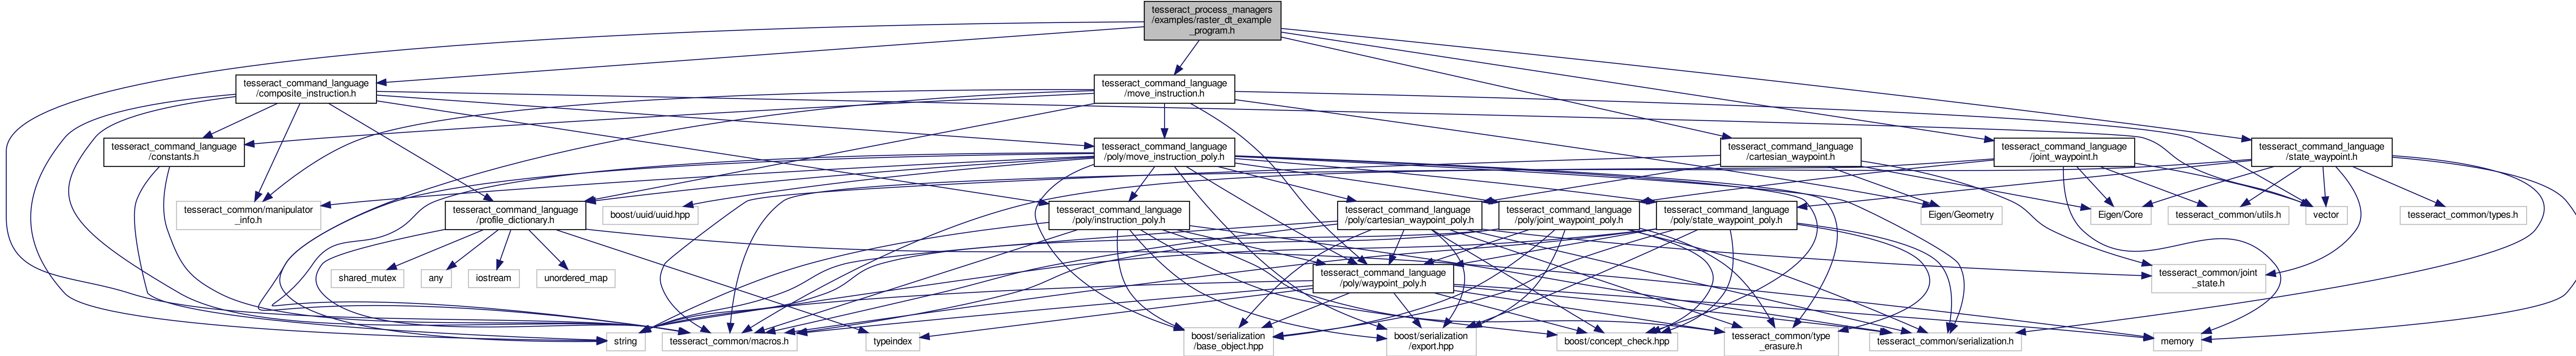 tesseract_process_managers
/examples/raster_dt_example
_program.h
tesseract_command_language
/composite_instruction.h
tesseract_command_language
/move_instruction.h
tesseract_command_language
/constants.h
tesseract_command_language
/poly/move_instruction_poly.h
tesseract_command_language
/cartesian_waypoint.h
tesseract_command_language
/joint_waypoint.h
tesseract_command_language
/state_waypoint.h
tesseract_common/manipulator
_info.h
tesseract_command_language
/profile_dictionary.h
boost/uuid/uuid.hpp
tesseract_command_language
/poly/instruction_poly.h
tesseract_command_language
/poly/cartesian_waypoint_poly.h
tesseract_command_language
/poly/joint_waypoint_poly.h
tesseract_command_language
/poly/state_waypoint_poly.h
Eigen/Geometry
Eigen/Core
tesseract_common/utils.h
vector
tesseract_common/types.h
shared_mutex
any
iostream
unordered_map
tesseract_command_language
/poly/waypoint_poly.h
tesseract_common/joint
_state.h
string
tesseract_common/macros.h
typeindex
boost/serialization
/base_object.hpp
boost/serialization
/export.hpp
boost/concept_check.hpp
tesseract_common/type
_erasure.h
tesseract_common/serialization.h
memory